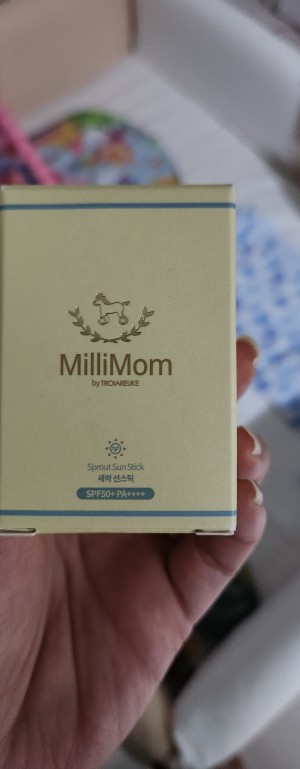 MilliMom
by TROIAREUKE
Sprout Sun Stick
새싹 선스틱
SPF50+ PA++++